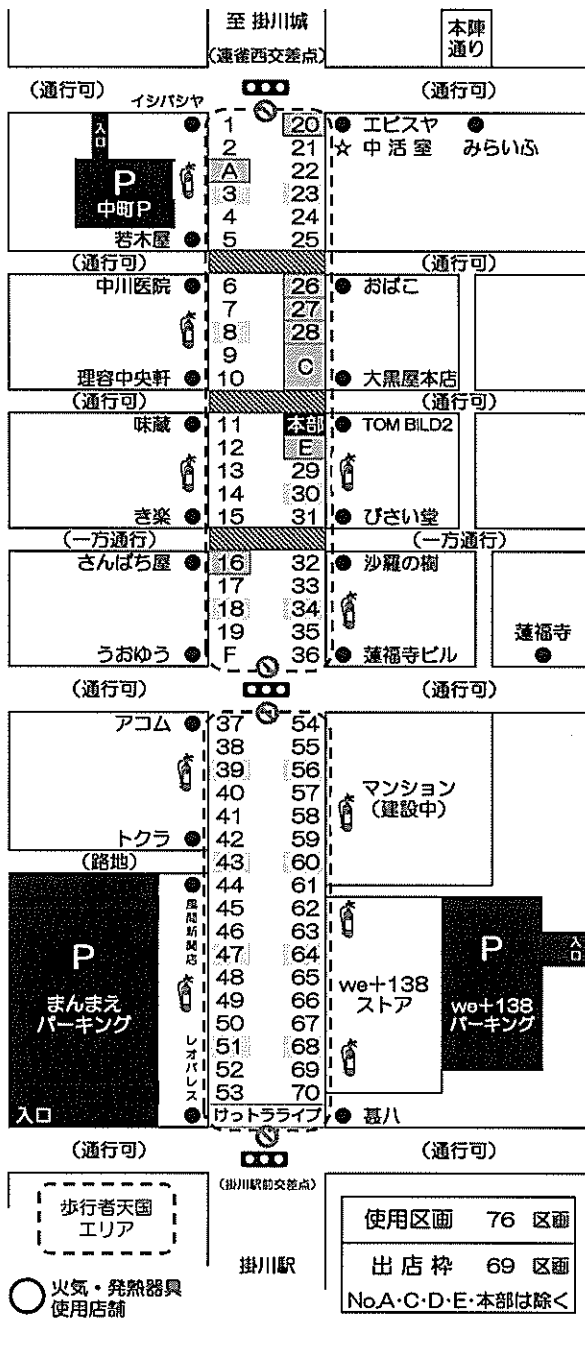 至 掛川城
(連雀西交差点)
本陣
通り
(通行可)
(通行可)
イシバシヤ
入口
P
中町P
若木屋
1 20
2 21
A 22
3 23
4 24
5 25
エビスヤ
☆ 中活室 みらいふ
(通行可)
(通行可)
中川医院
理容中央軒
6 26
7 27
8 28
9 C
10
おばこ
大黒屋本店
(通行可)
(通行可)
味蔵
き楽
11 本部
12 E
13 29
14 30
15 31
TOM BILD2
びさい堂
(一方通行)
(一方通行)
さんぱち屋
うおゆう
16 32
17 33
18 34
19 35
F 36
沙羅の樹
蓮福寺ビル
蓮福寺
(通行可)
(通行可)
アコム
トクラ
(路地)
37 54
38 55
39 56
40 57
41 58
42 59
43 60
44 61
45 62
46 63
47 64
48 65
49 66
50 67
51 68
52 69
53 70
けっトラライブ
マンション
(建設中)
風間新聞店
レオパレス
P
まんまえ
パーキング
入口
we+138
ストア
P
we+138
パーキング
入口
甚八
(通行可)
(通行可)
(掛川駅前交差点)
掛川駅
歩行者天国
エリア
火気・発熱器具
使用店舗
使用区画 76 区画
出店枠 69 区画
No,A・C・D・E・本部は除く